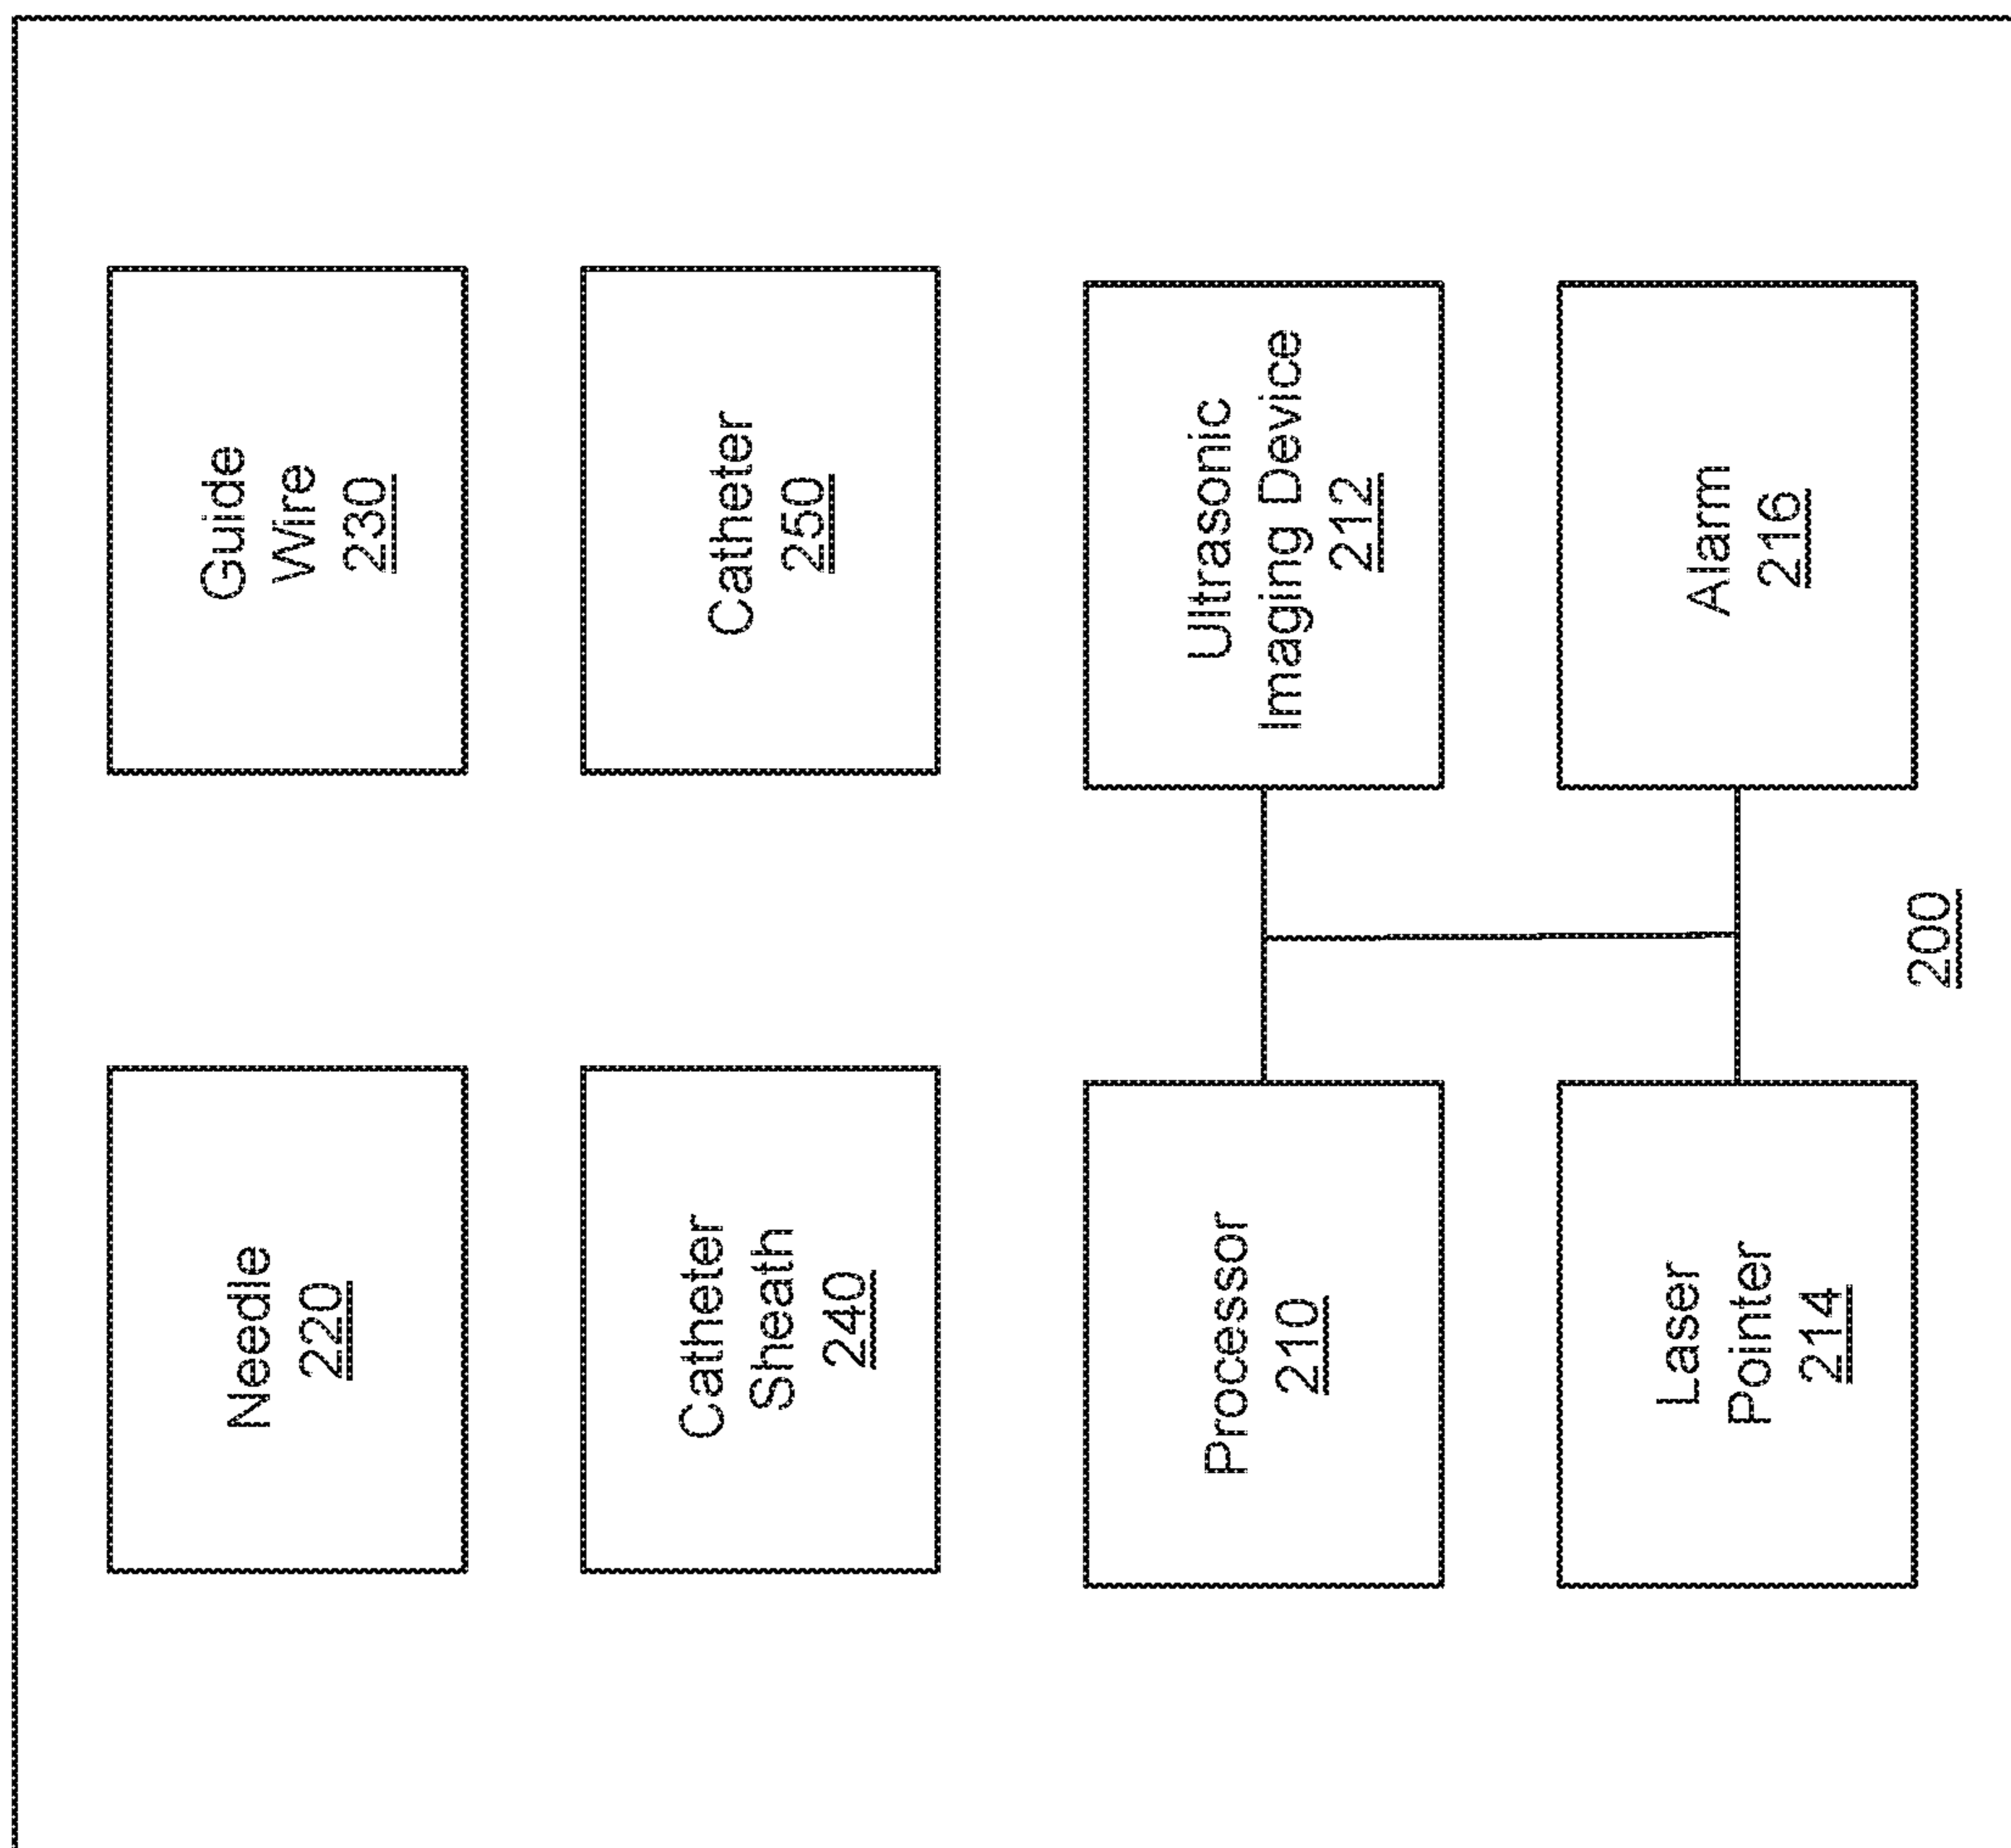 Needle
220
Guide
Wire
230
Catheter
Sheath
240
Catheter
250
Processor
210
Ultrasonic
Imaging Device
212
Laser
Pointer
214
Alarm
216
200